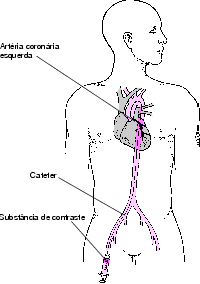 Artéria coronária
esquerda
Cateter
Substância de contraste